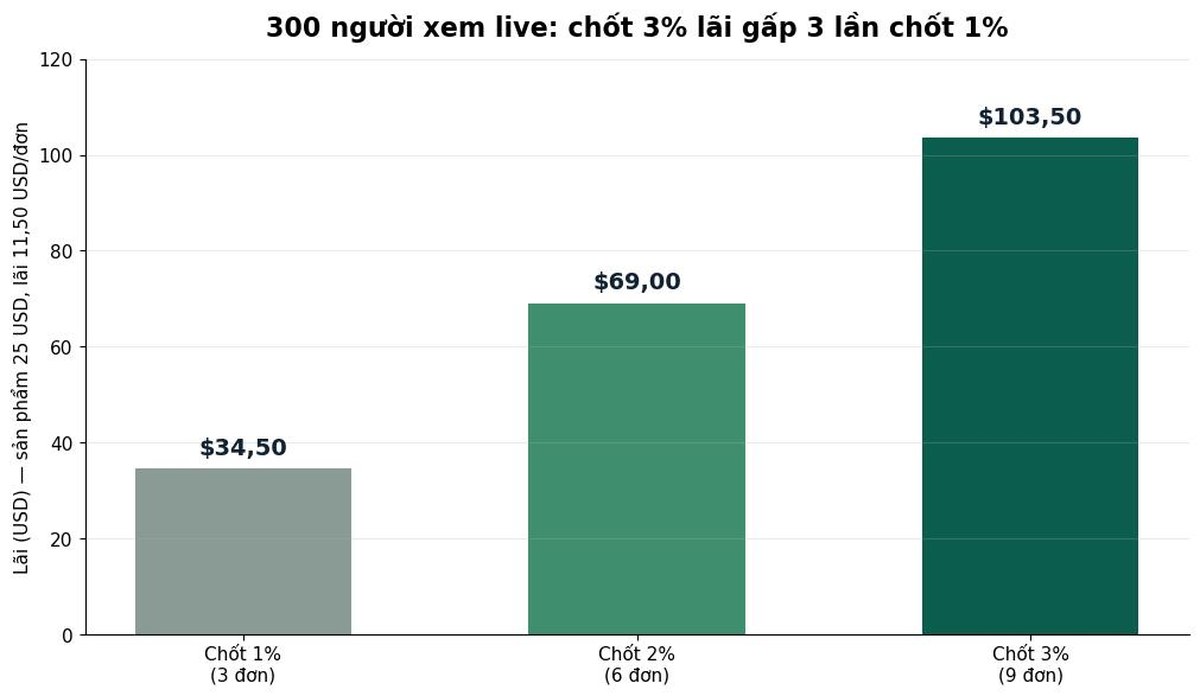 300 người xem live: chốt 3% lãi gấp 3 lần chốt 1%
Lãi (USD) — sản phẩm 25 USD, lãi 11,50 USD/đơn
120
100
80
60
40
20
0
$34,50
$69,00
$103,50
Chốt 1%
(3 đơn)
Chốt 2%
(6 đơn)
Chốt 3%
(9 đơn)